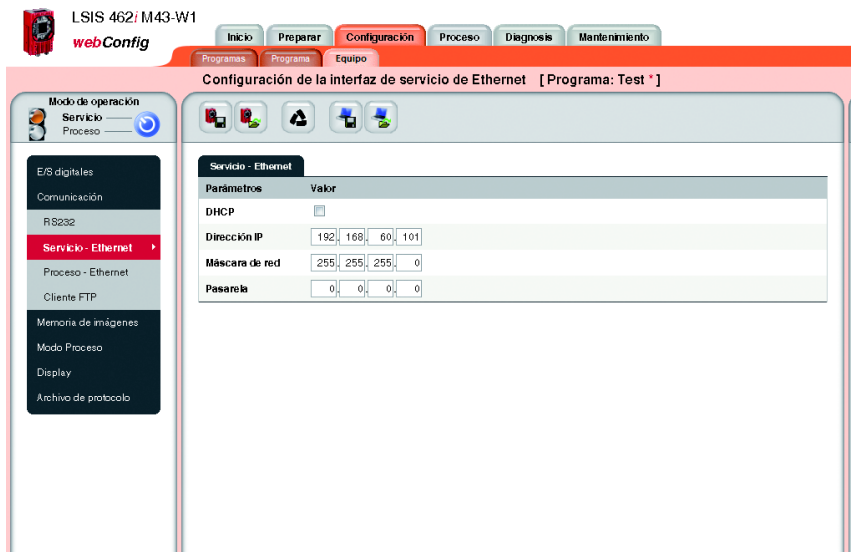 LSIS 462i M43-W1
webConfig
Inicio Preparar Configuración Proceso Diagnosis Mantenimiento
Programas Programa Equipo
Configuración de la interfaz de servicio de Ethernet [Programa: Test *]
Modo de operación
Servicio
Proceso
E/S digitales
Comunicación
RS232
Servicio - Ethernet
Proceso - Ethernet
Cliente FTP
Memoria de imágenes
Modo Proceso
Display
Archivo de protocolo
Servicio - Ethernet
Parámetros Valor
DHCP
Dirección IP 192. 168. 60. 101
Máscara de red 255. 255. 255. 0
Pasarela 0. 0. 0. 0